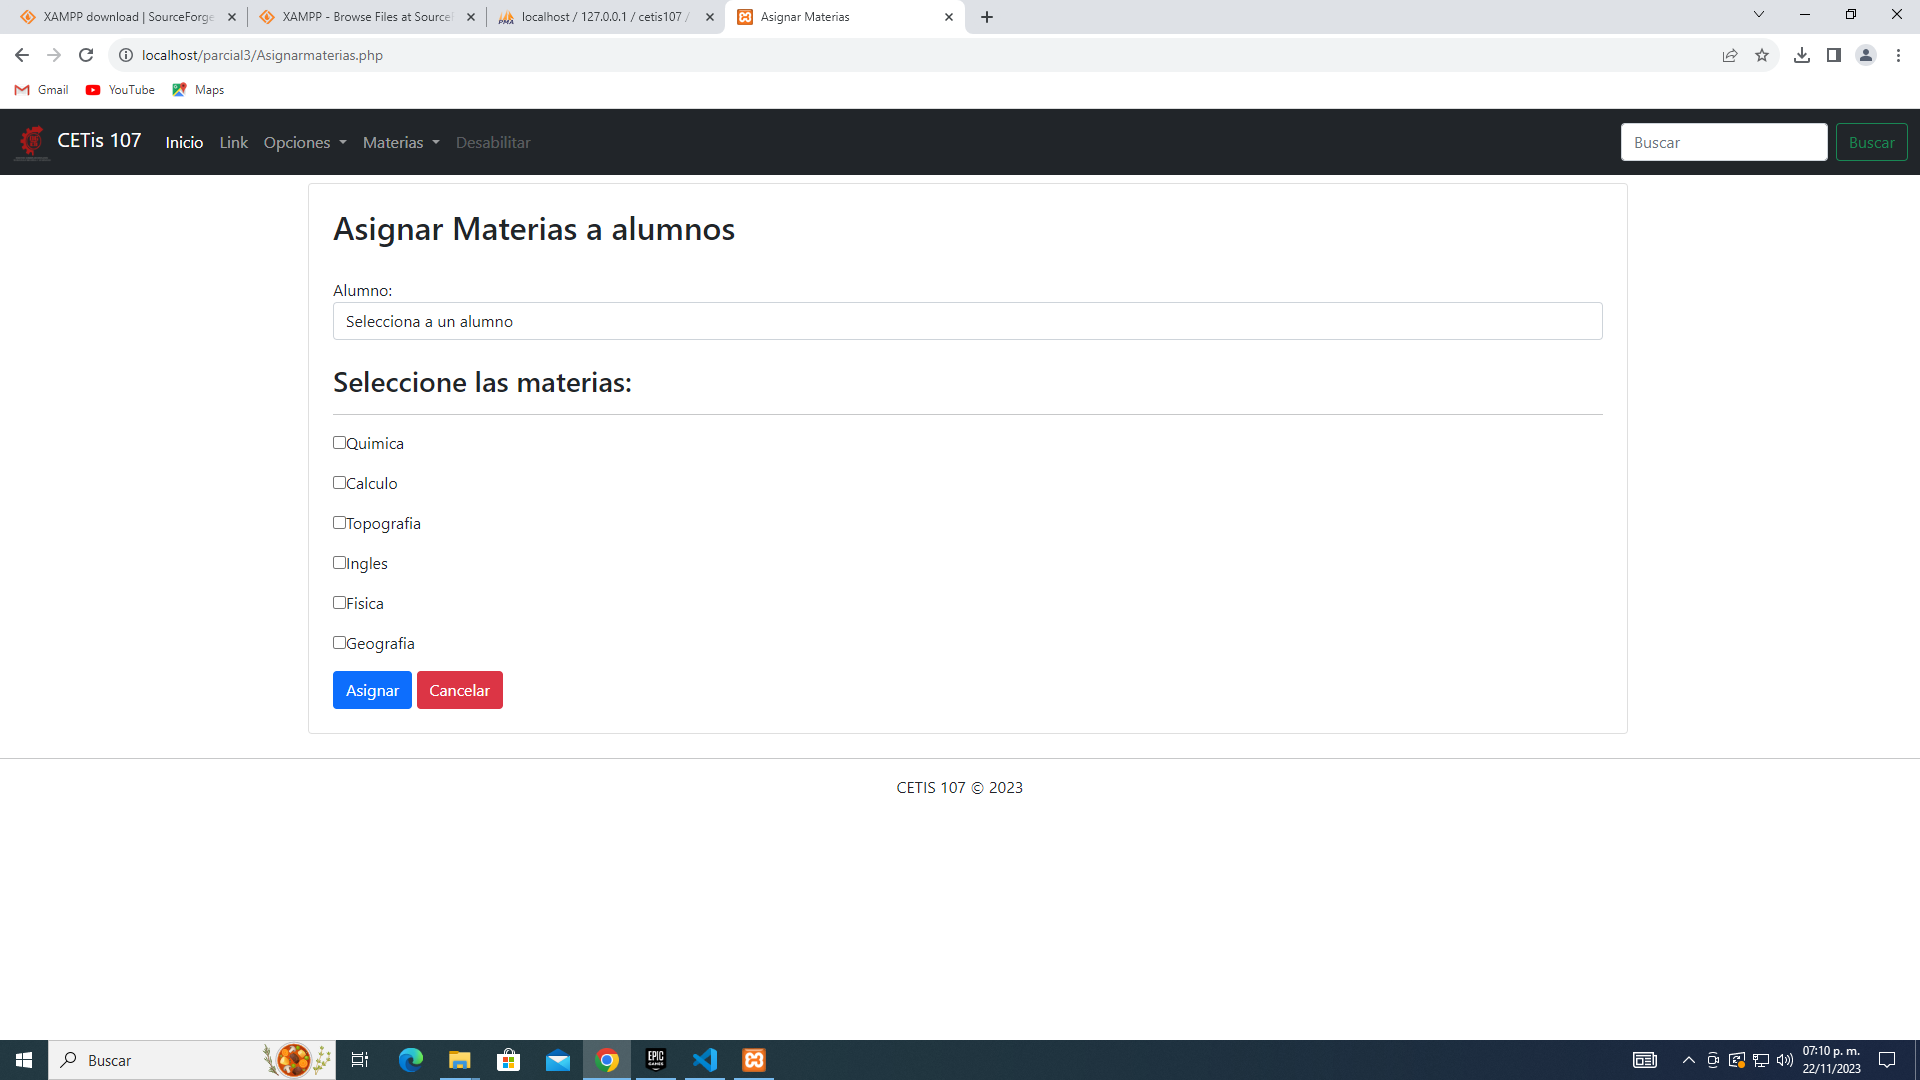 XAMPP download | SourceForge
XAMPP - Browse Files at Source
localhost / 127.0.0.1 / cetis107 /
Asignar Materias
localhost/parcial3/Asignarmaterias.php
Gmail YouTube Maps
CETis 107 Inicio Link Opciones Materias Desabilitar Buscar Buscar
Asignar Materias a alumnos
Alumno:
Selecciona a un alumno
Seleccione las materias:
Quimica
Calculo
Topografia
Ingles
Fisica
Geografia
Asignar Cancelar
CETIS 107 © 2023
Buscar
EPIC
GAMES
07:10 p. m.
22/11/2023